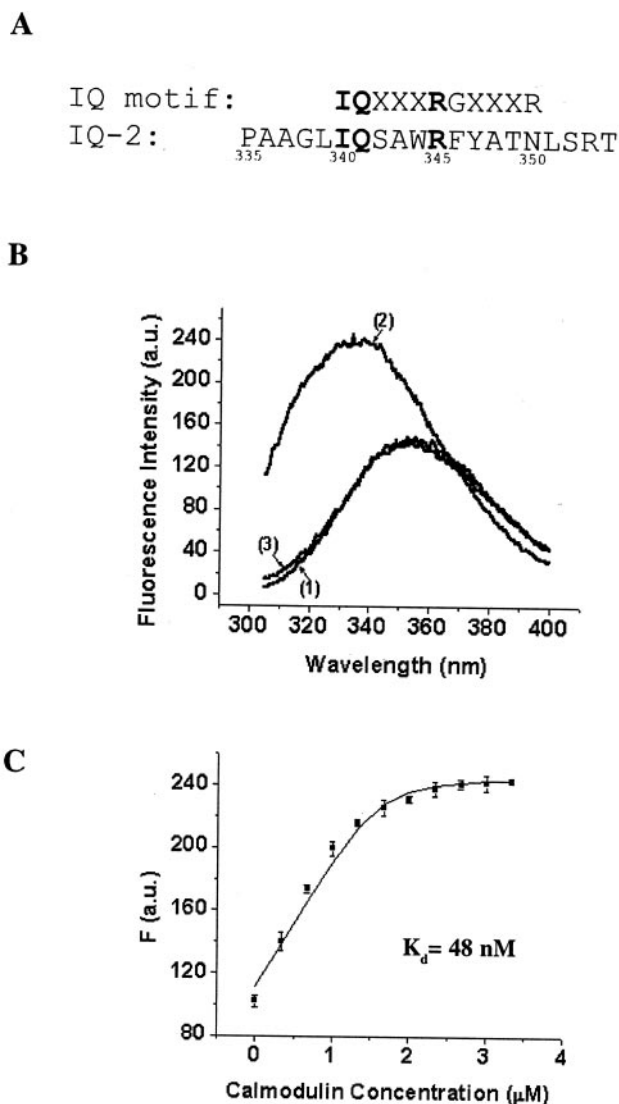 A
IQ motif: IQXXXRGXXXR
IQ-2: PAAGLIQSAWRFYATNLSRT
335 340 345 350
B
Fluorescence Intensity (a.u.)
240
200
160
120
80
40
0
(2)
(3)
(1)
300 320 340 360 380 400
Wavelength (nm)
C
F (a.u.)
240
200
160
120
80
Kd= 48 nM
0 1 2 3 4
Calmodulin Concentration (μM)